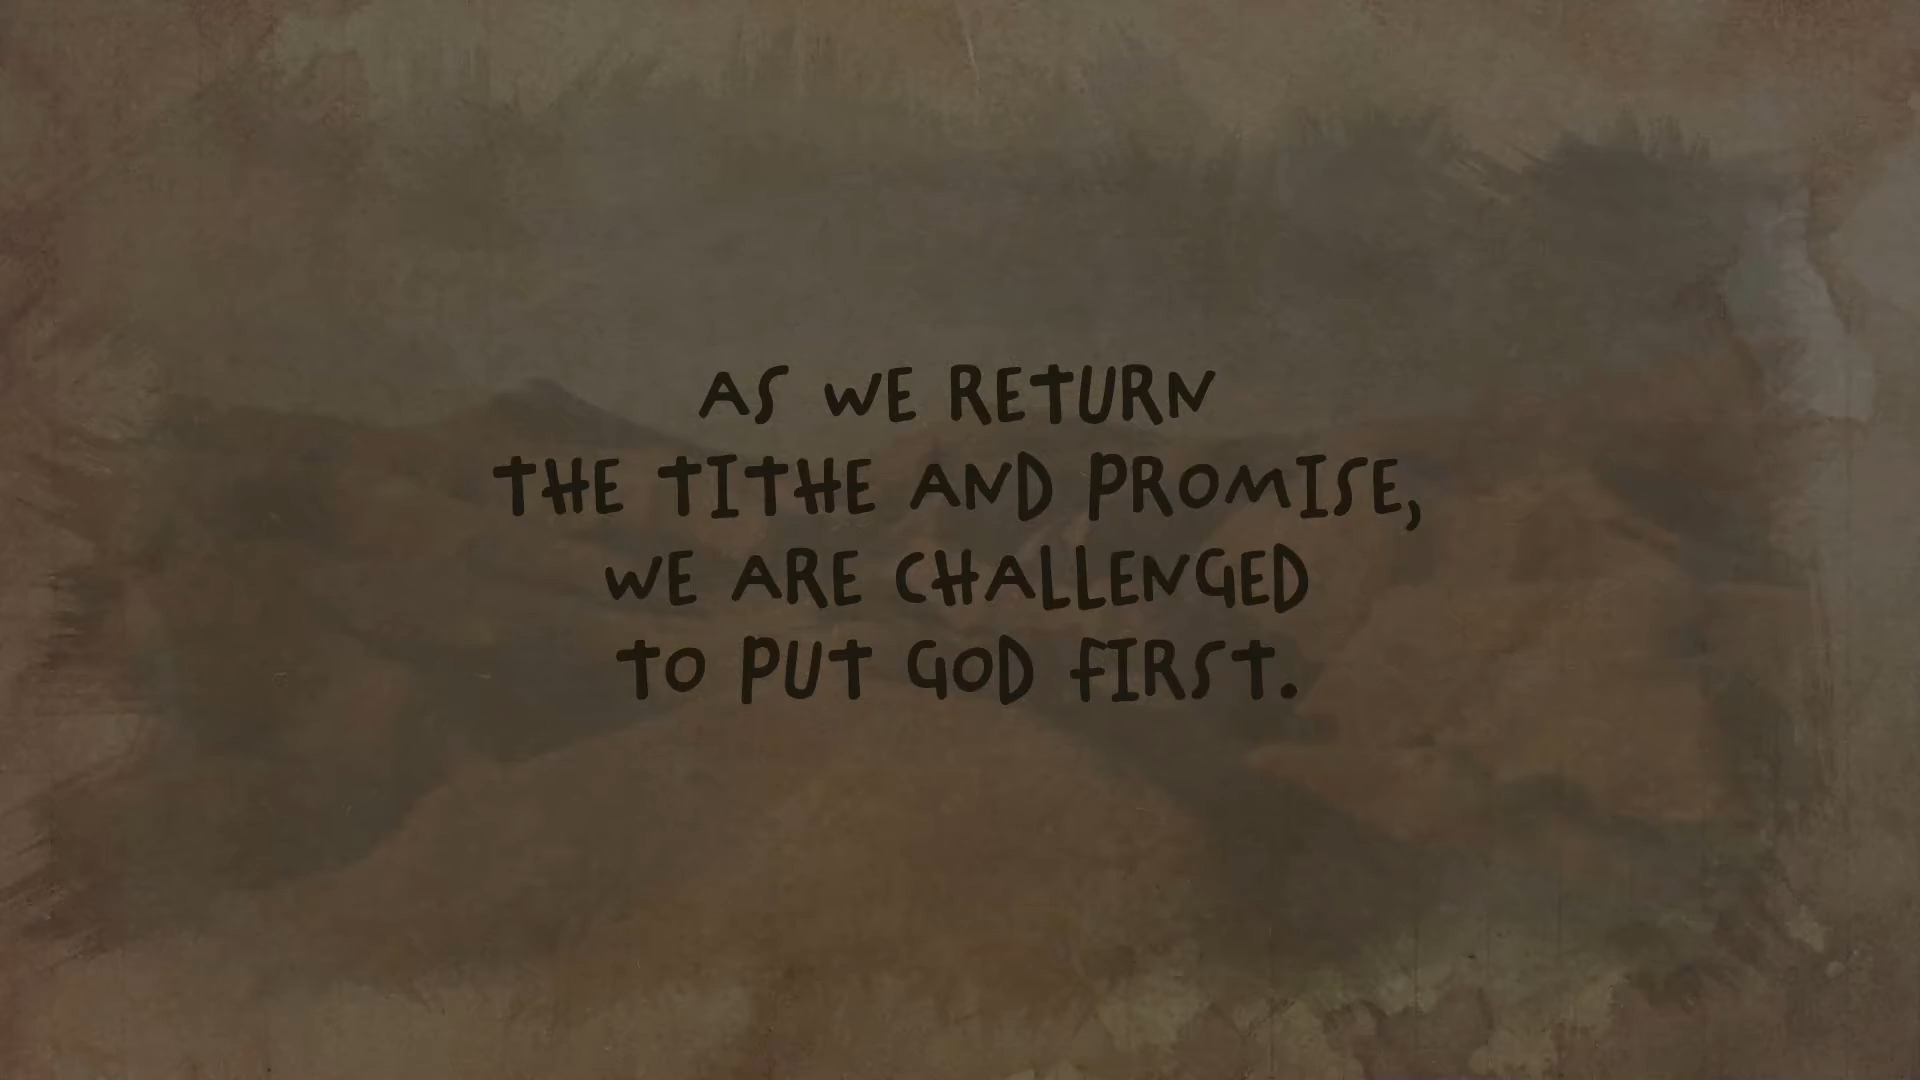 AS WE RETURN
THE TITHE AND PROMISE,
WE ARE CHALLENGED
TO PUT GOD FIRST.